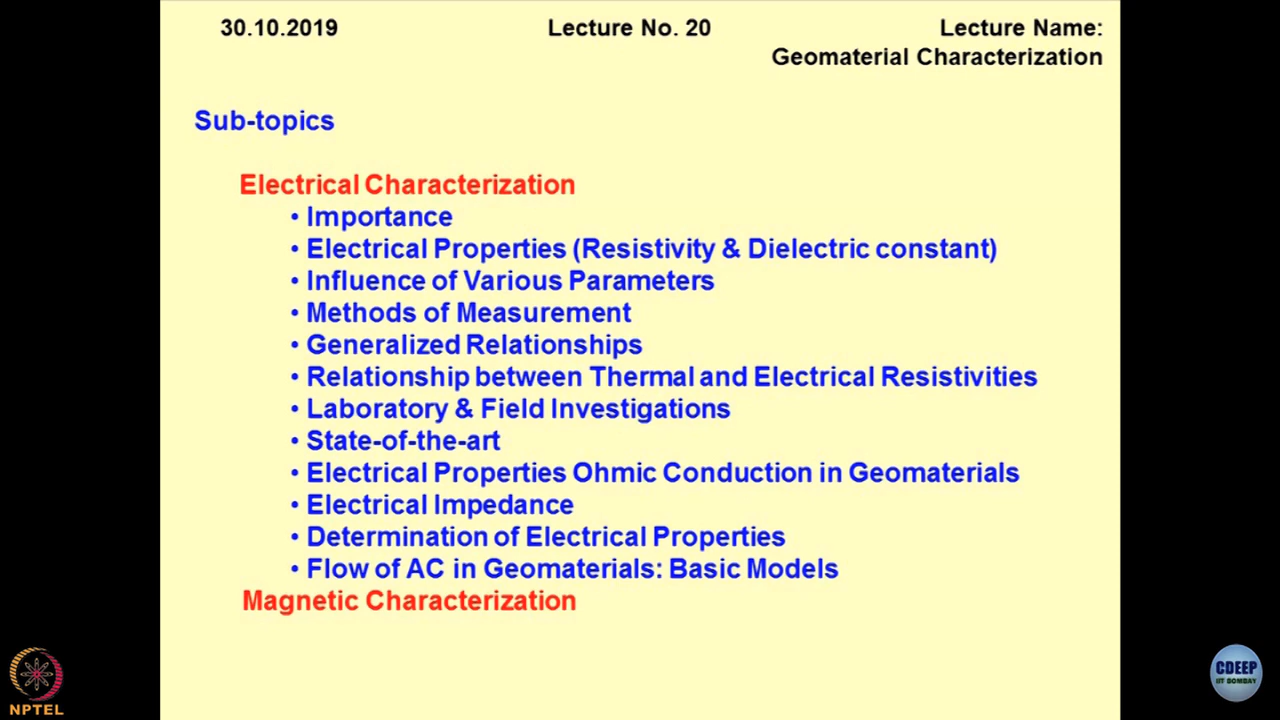 30.10.2019 Lecture No. 20 Lecture Name:
Geomaterial Characterization
Sub-topics
Electrical Characterization
• Importance
• Electrical Properties (Resistivity & Dielectric constant)
• Influence of Various Parameters
• Methods of Measurement
• Generalized Relationships
• Relationship between Thermal and Electrical Resistivities
• Laboratory & Field Investigations
• State-of-the-art
• Electrical Properties Ohmic Conduction in Geomaterials
• Electrical Impedance
• Determination of Electrical Properties
• Flow of AC in Geomaterials: Basic Models
Magnetic Characterization
NPTEL
CDEEP
IIT BOMBAY